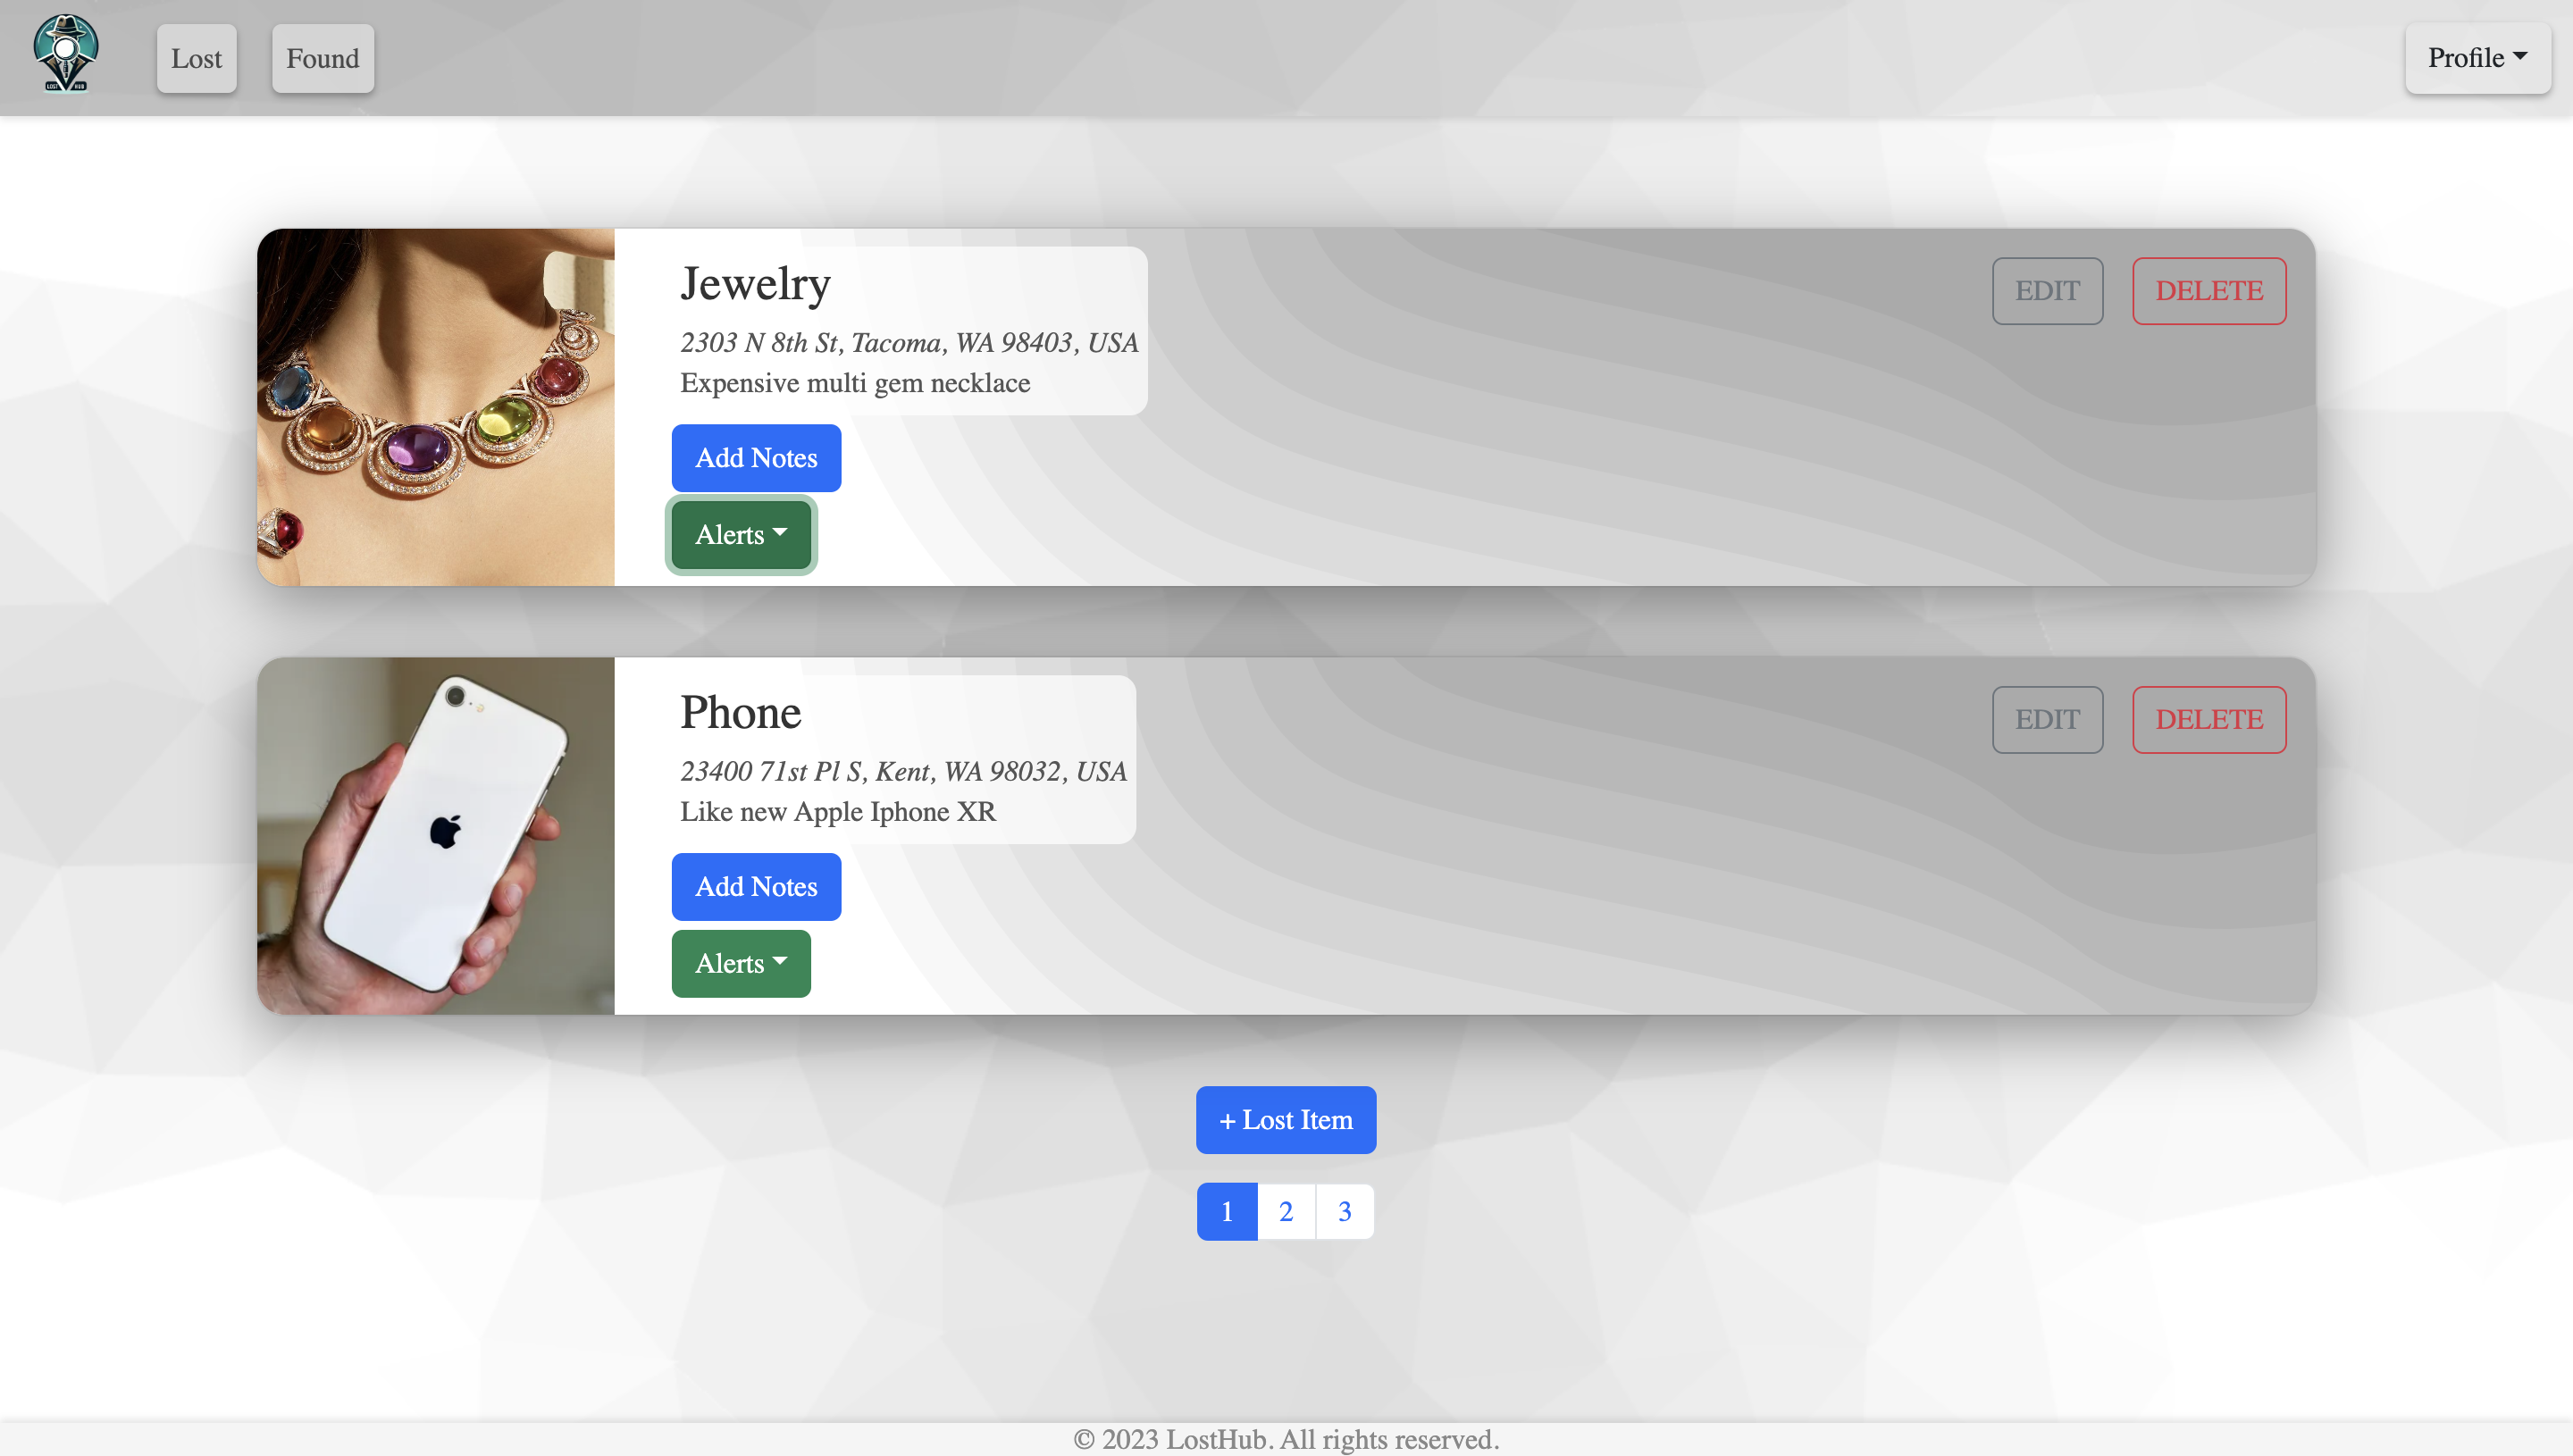 LOST HUB
Lost
Found
Profile
Jewelry
EDIT
DELETE
2303 N 8th St, Tacoma, WA 98403, USA
Expensive multi gem necklace
Add Notes
Alerts
Phone
EDIT
DELETE
23400 71st Pl S, Kent, WA 98032, USA
Like new Apple Iphone XR
Add Notes
Alerts
+ Lost Item
1 2 3
© 2023 LostHub. All rights reserved.